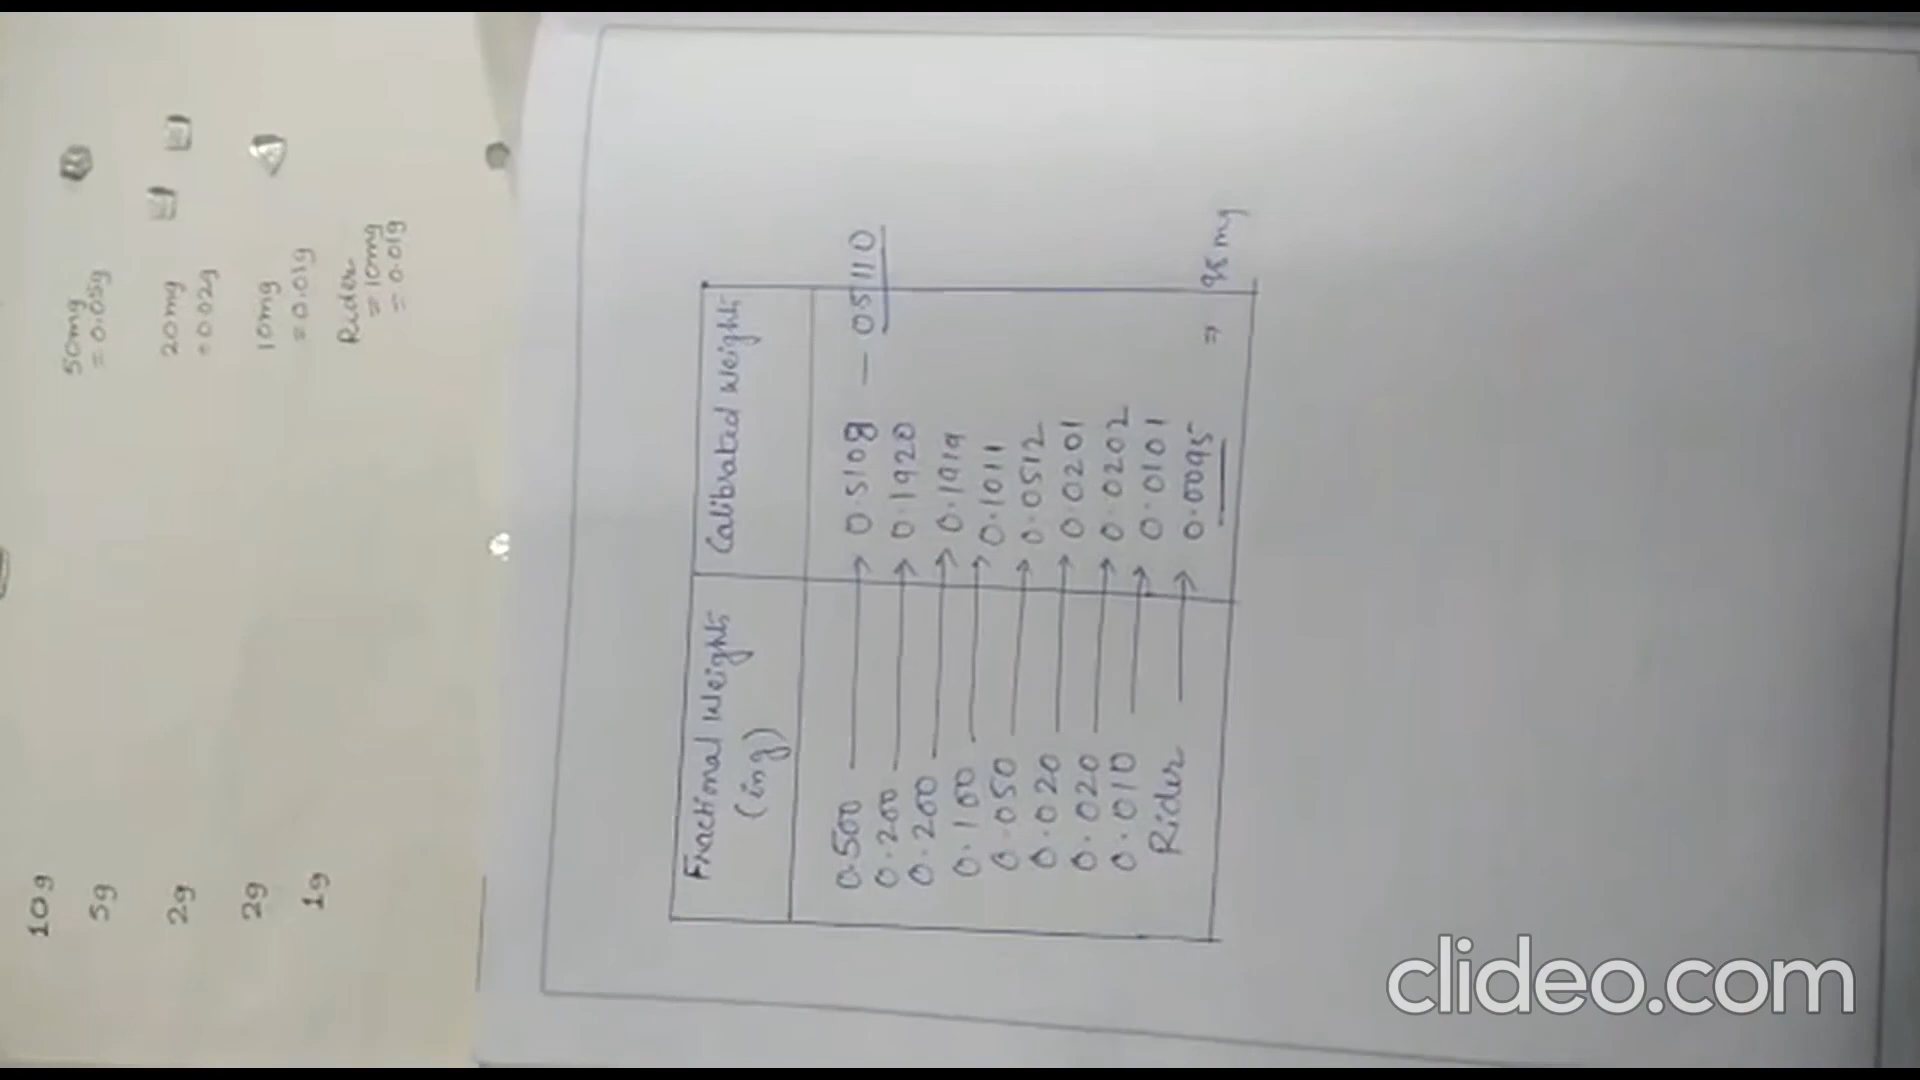 50mg
= 0.05g
20mg
= 0.02g
10mg
= 0.01g
Rider
= 10mg
= 0.01g
10g
5g
2g
2g
1g
Fractional Weights (in g) Calibrated Weights
0.500 → 0.5108 — 0.5110
0.200 → 0.1920
0.200 → 0.1919
0.100 → 0.1011
0.050 → 0.0512
0.020 → 0.0201
0.020 → 0.0202
0.010 → 0.0101
Rider → 0.0095 ⇒ 95 mg
clideo.com